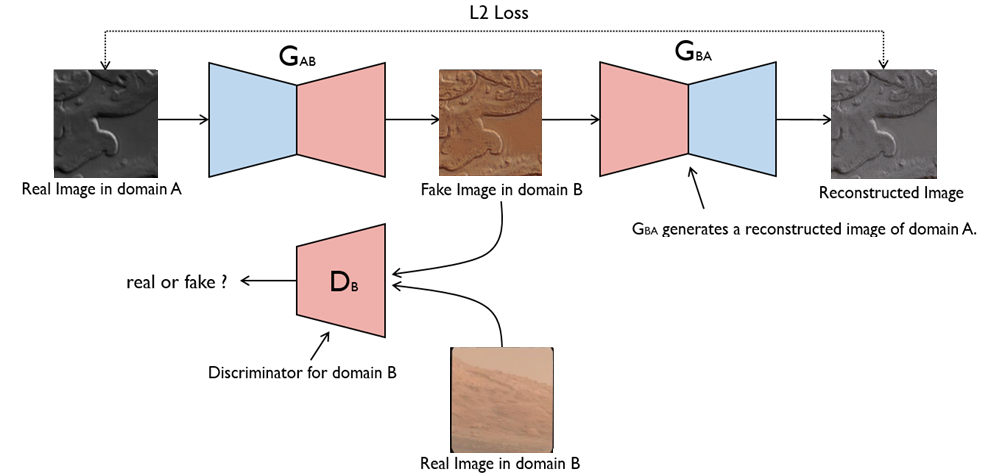 L2 Loss
GAB
GBA
Real Image in domain A
Fake Image in domain B
Reconstructed Image
GBA generates a reconstructed image of domain A.
real or fake ?
DB
Discriminator for domain B
Real Image in domain B